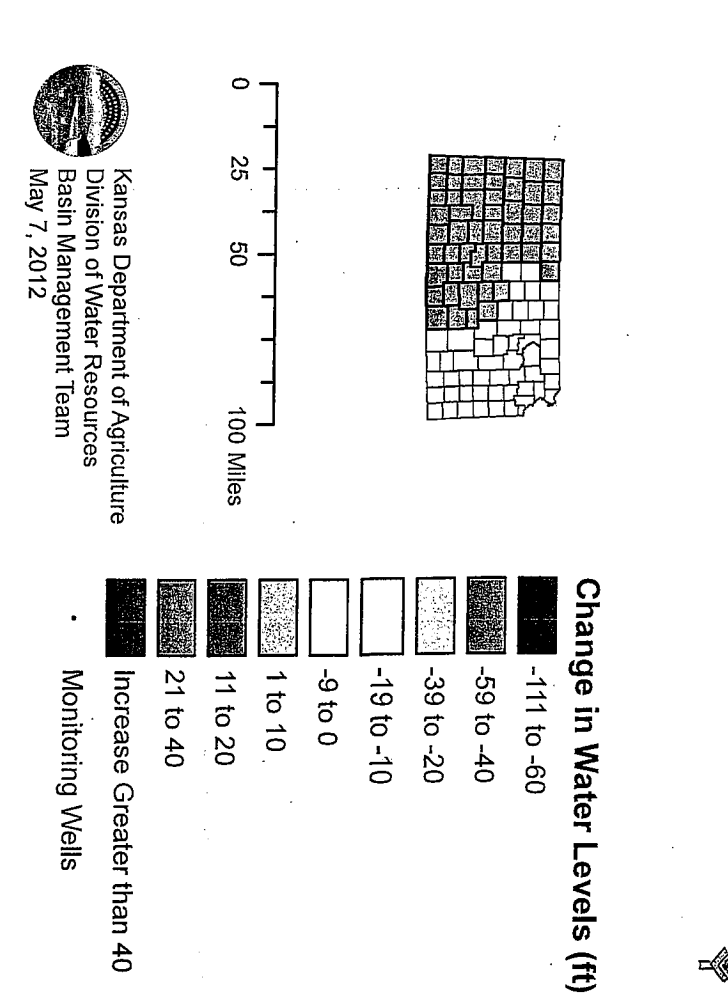 Change in Water Levels (ft)
-111 to -60
-59 to -40
-39 to -20
-19 to -10
-9 to 0
1 to 10
11 to 20
21 to 40
Increase Greater than 40
Monitoring Wells
0 25 50 100 Miles
Kansas Department of Agriculture
Division of Water Resources
Basin Management Team
May 7, 2012